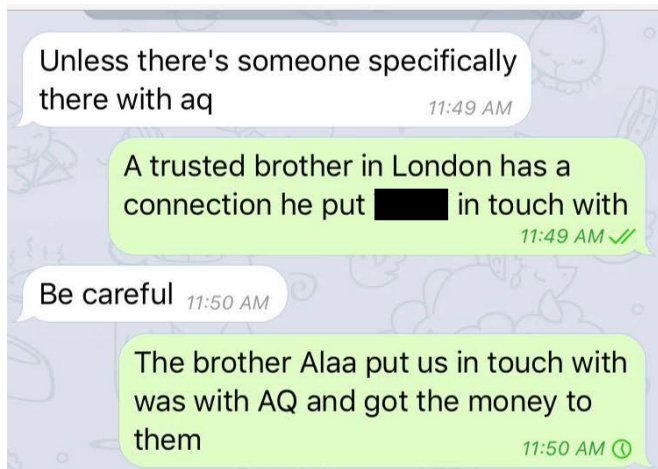 Unless there's someone specifically
there with aq
11:49 AM
A trusted brother in London has a
connection he put in touch with
11:49 AM
Be careful 11:50 AM
The brother Alaa put us in touch with
was with AQ and got the money to
them
11:50 AM